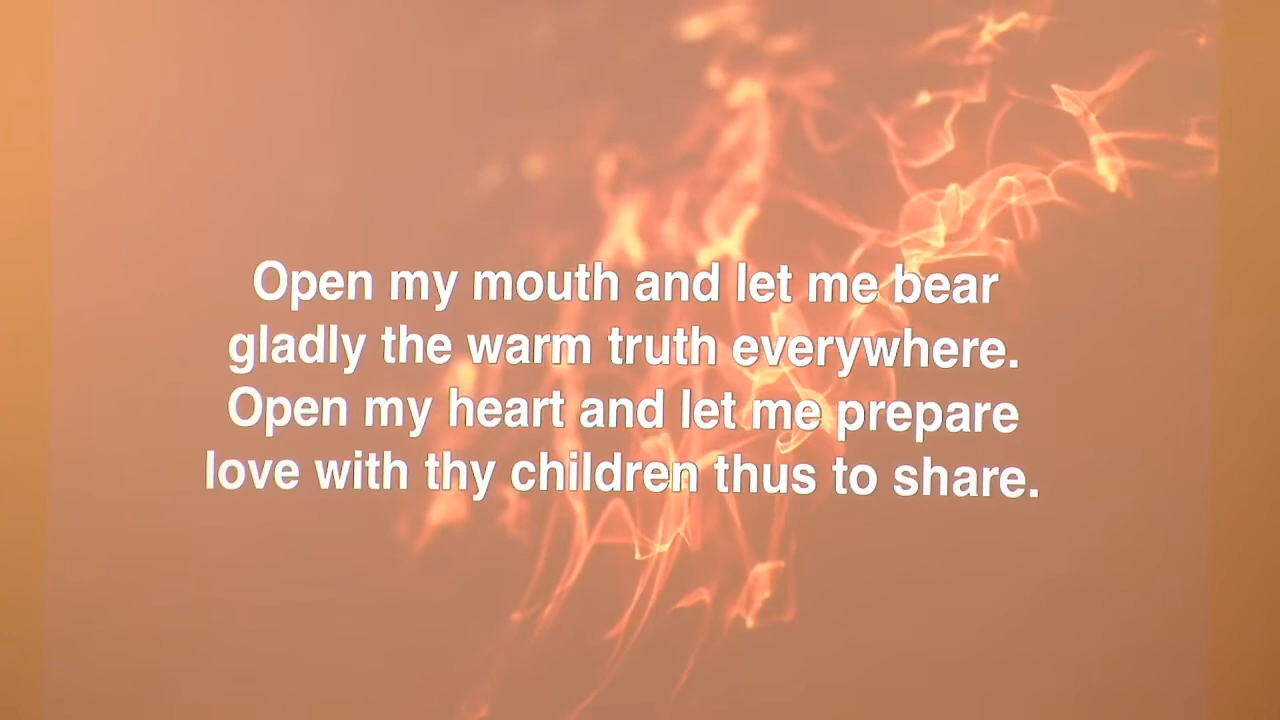 Open my mouth and let me bear
gladly the warm truth everywhere.
Open my heart and let me prepare
love with thy children thus to share.